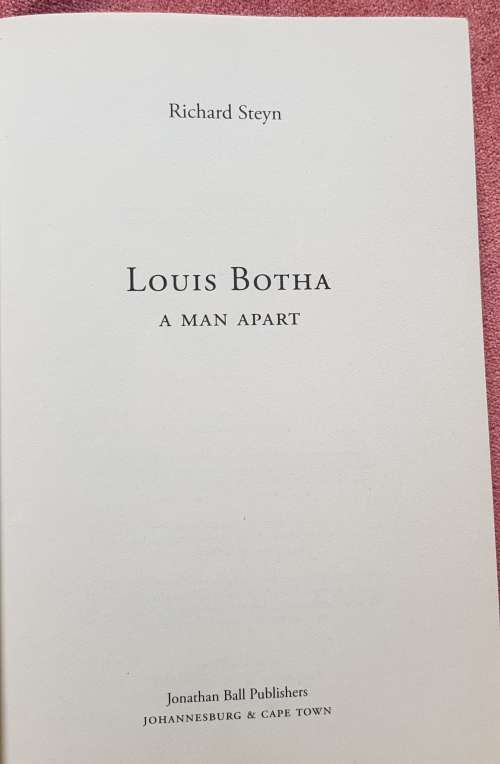 Richard Steyn
Louis Botha
A MAN APART
Jonathan Ball Publishers
JOHANNESBURG & CAPE TOWN